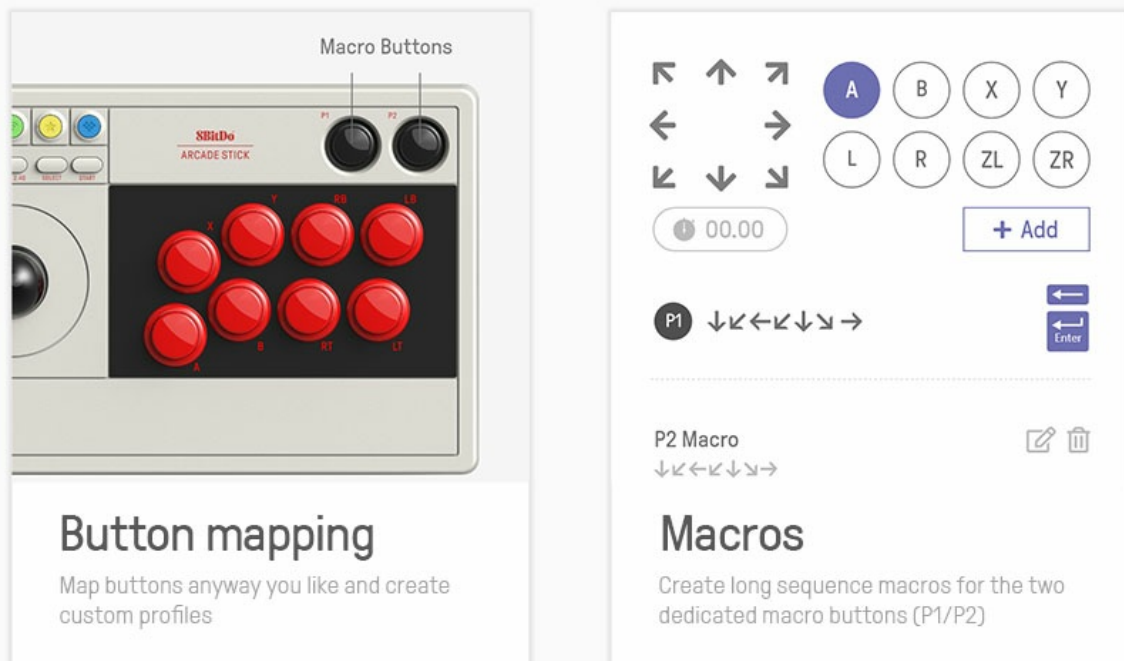 Macro Buttons
P1
P2
8BitDo
ARCADE STICK
SELECT
START
X
Y
RB
LB
A
B
RT
LT
Button mapping
Map buttons anyway you like and create
custom profiles
A B X Y
L R ZL ZR
00.00
+ Add
P1 ↓↙←↙↓↘→
←
Enter
P2 Macro
↓↙←↙↓↘→
Macros
Create long sequence macros for the two
dedicated macro buttons (P1/P2)